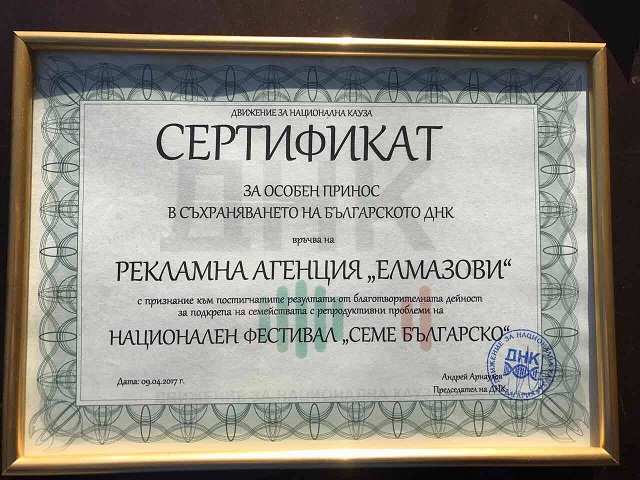 ДВИЖЕНИЕ ЗА НАЦИОНАЛНА КАУЗА
СЕРТИФИКАТ
ЗА ОСОБЕН ПРИНОС
В СЪХРАНЯВАНЕТО НА БЪЛГАРСКОТО ДНК
връчва на
РЕКЛАМНА АГЕНЦИЯ „ЕЛМАЗОВИ“
с признание към постигнатите резултати от благотворителната дейност
за подкрепа на семействата с репродуктивни проблеми на
НАЦИОНАЛЕН ФЕСТИВАЛ „СЕМЕ БЪЛГАРСКО“
Дата: 09.04.2017 г.
Андрей Арнаудов
Председател на ДНК
ДНК
ДНК